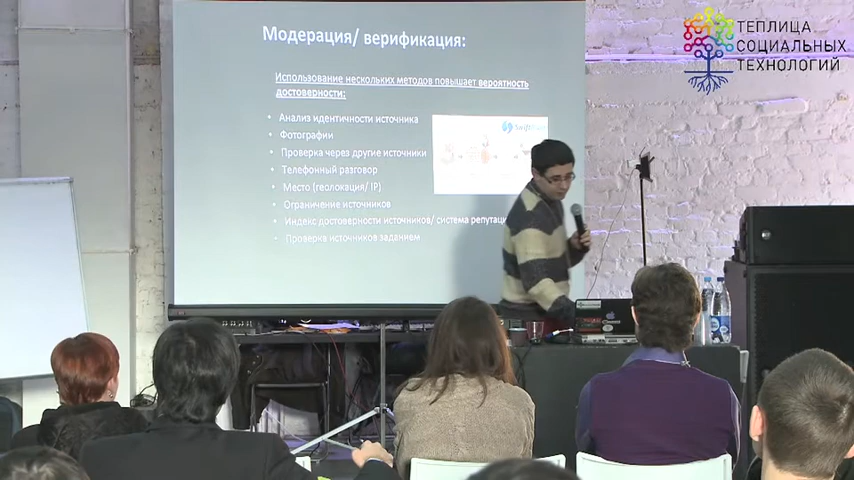 Модерация/ верификация:
ТЕПЛИЦА
СОЦИАЛЬНЫХ
ТЕХНОЛОГИЙ
Использование нескольких методов повышает вероятность
достоверности:
• Анализ идентичности источника
• Фотографии
• Проверка через другие источники
• Телефонный разговор
• Место (геолокация/ IP)
• Ограничение источников
• Индекс достоверности источников/ система
• Проверка источников заданием